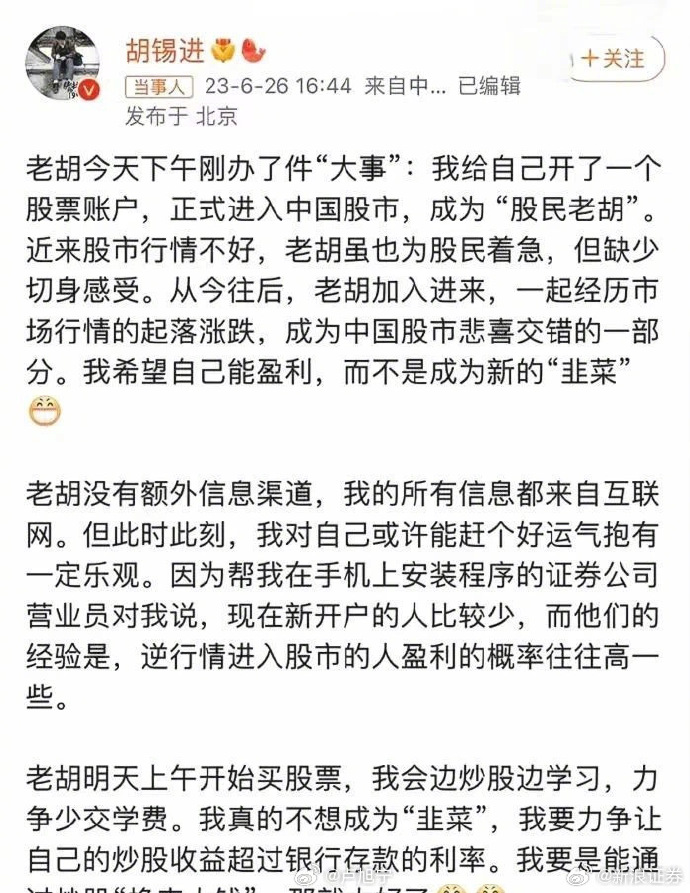 胡锡进
+关注
当事人 23-6-26 16:44 来自中... 已编辑
发布于 北京
老胡今天下午刚办了件“大事”：我给自己开了一个
股票账户，正式进入中国股市，成为 “股民老胡”。
近来股市行情不好，老胡虽也为股民着急，但缺少
切身感受。从今往后，老胡加入进来，一起经历市
场行情的起落涨跌，成为中国股市悲喜交错的一部
分。我希望自己能盈利，而不是成为新的“韭菜”
老胡没有额外信息渠道，我的所有信息都来自互联
网。但此时此刻，我对自己或许能赶个好运气抱有
一定乐观。因为帮我在手机上安装程序的证券公司
营业员对我说，现在新开户的人比较少，而他们的
经验是，逆行情进入股市的人盈利的概率往往高一
些。
老胡明天上午开始买股票，我会边炒股边学习，力
争少交学费。我真的不想成为“韭菜”，我要力争让
自己的炒股收益超过银行存款的利率。我要是能通
@新浪证券